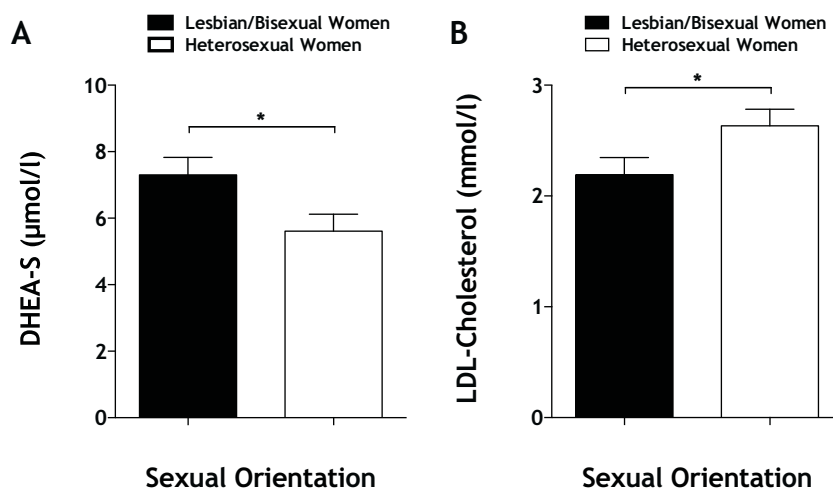 A
Lesbian/Bisexual Women
Heterosexual Women
DHEA-S (µmol/l)
10
8
6
4
2
0
*
Sexual Orientation
B
Lesbian/Bisexual Women
Heterosexual Women
LDL-Cholesterol (mmol/l)
3
2
1
0
*
Sexual Orientation